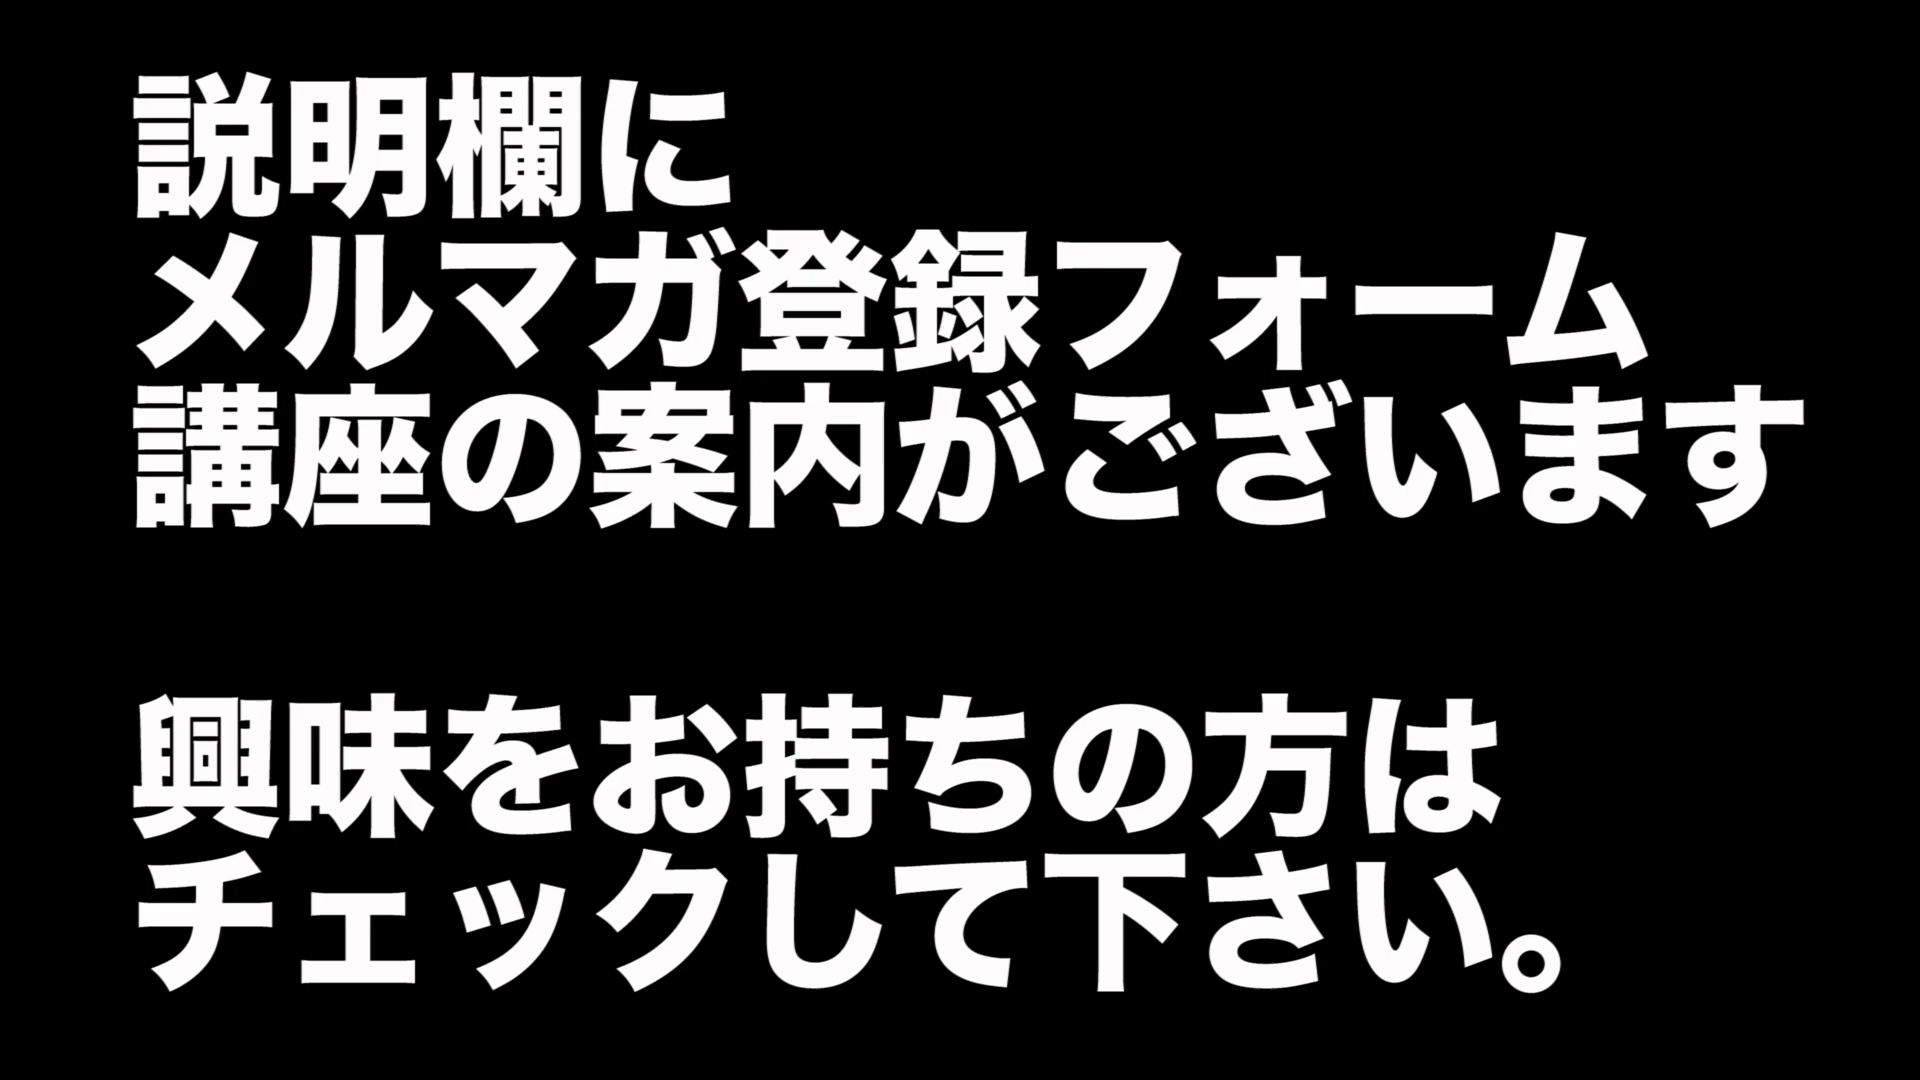 説明欄に
メルマガ登録フォーム
講座の案内がございます
興味をお持ちの方は
チェックして下さい。